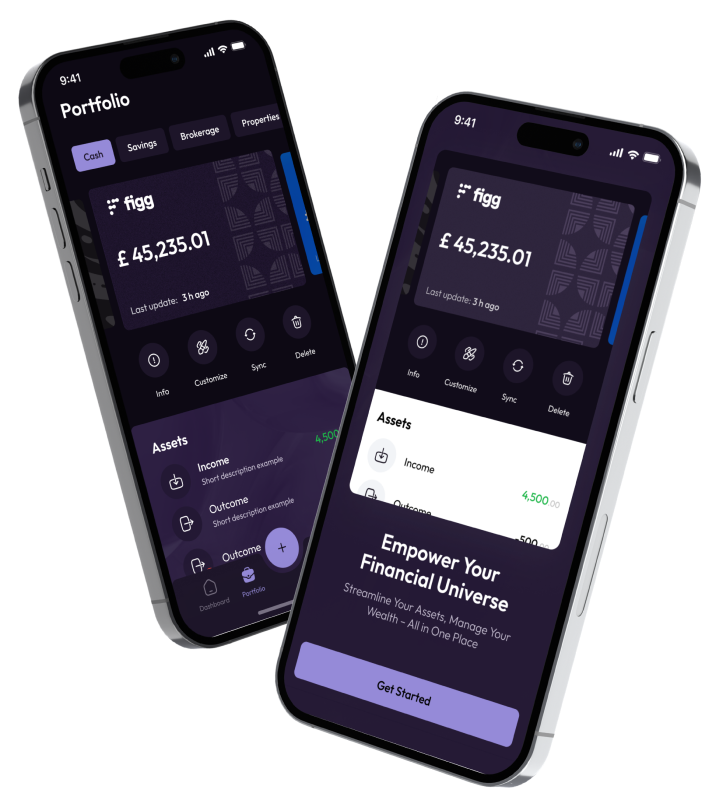 9:41
Portfolio
Cash
Savings
Brokerage
Properties
figg
£ 45,235.01
Last update: 3 h ago
Info
Customize
Sync
Delete
Assets
Income
4,500
Short description example
Outcome
Short description example
Outcome
Dashboard
Portfolio
9:41
figg
£ 45,235.01
Last update: 3 h ago
Info
Customize
Sync
Delete
Assets
Income
4,500.00
Outcome
-500
Empower Your
Financial Universe
Streamline Your Assets, Manage Your
Wealth – All in One Place
Get Started